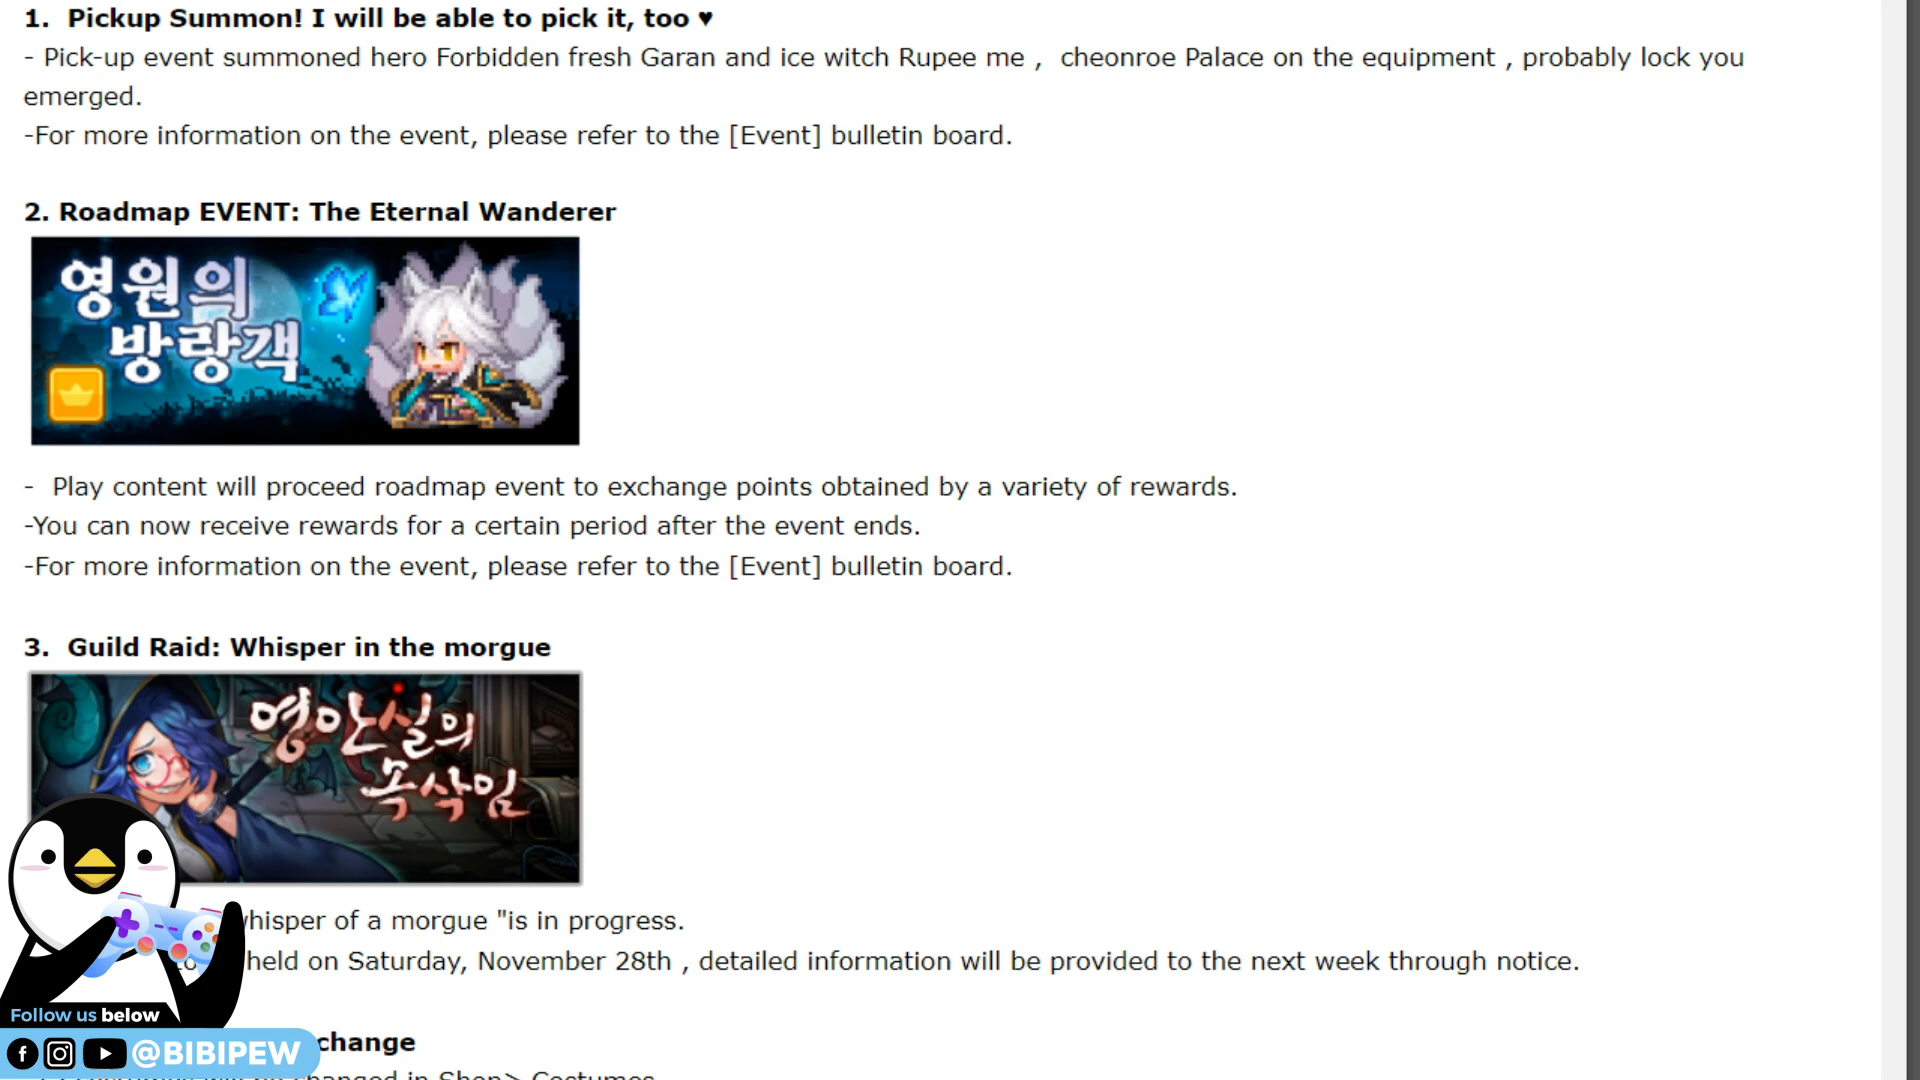 1. Pickup Summon! I will be able to pick it, too ♥
- Pick-up event summoned hero Forbidden fresh Garan and ice witch Rupee me , cheonroe Palace on the equipment , probably lock you
emerged.
-For more information on the event, please refer to the [Event] bulletin board.
2. Roadmap EVENT: The Eternal Wanderer
영원의
방랑객
- Play content will proceed roadmap event to exchange points obtained by a variety of rewards.
-You can now receive rewards for a certain period after the event ends.
-For more information on the event, please refer to the [Event] bulletin board.
3. Guild Raid: Whisper in the morgue
영안실의
속삭임
whisper of a morgue "is in progress.
held on Saturday, November 28th , detailed information will be provided to the next week through notice.
Follow us below
@BIBIPEW
change
changed in Shop> Costumes